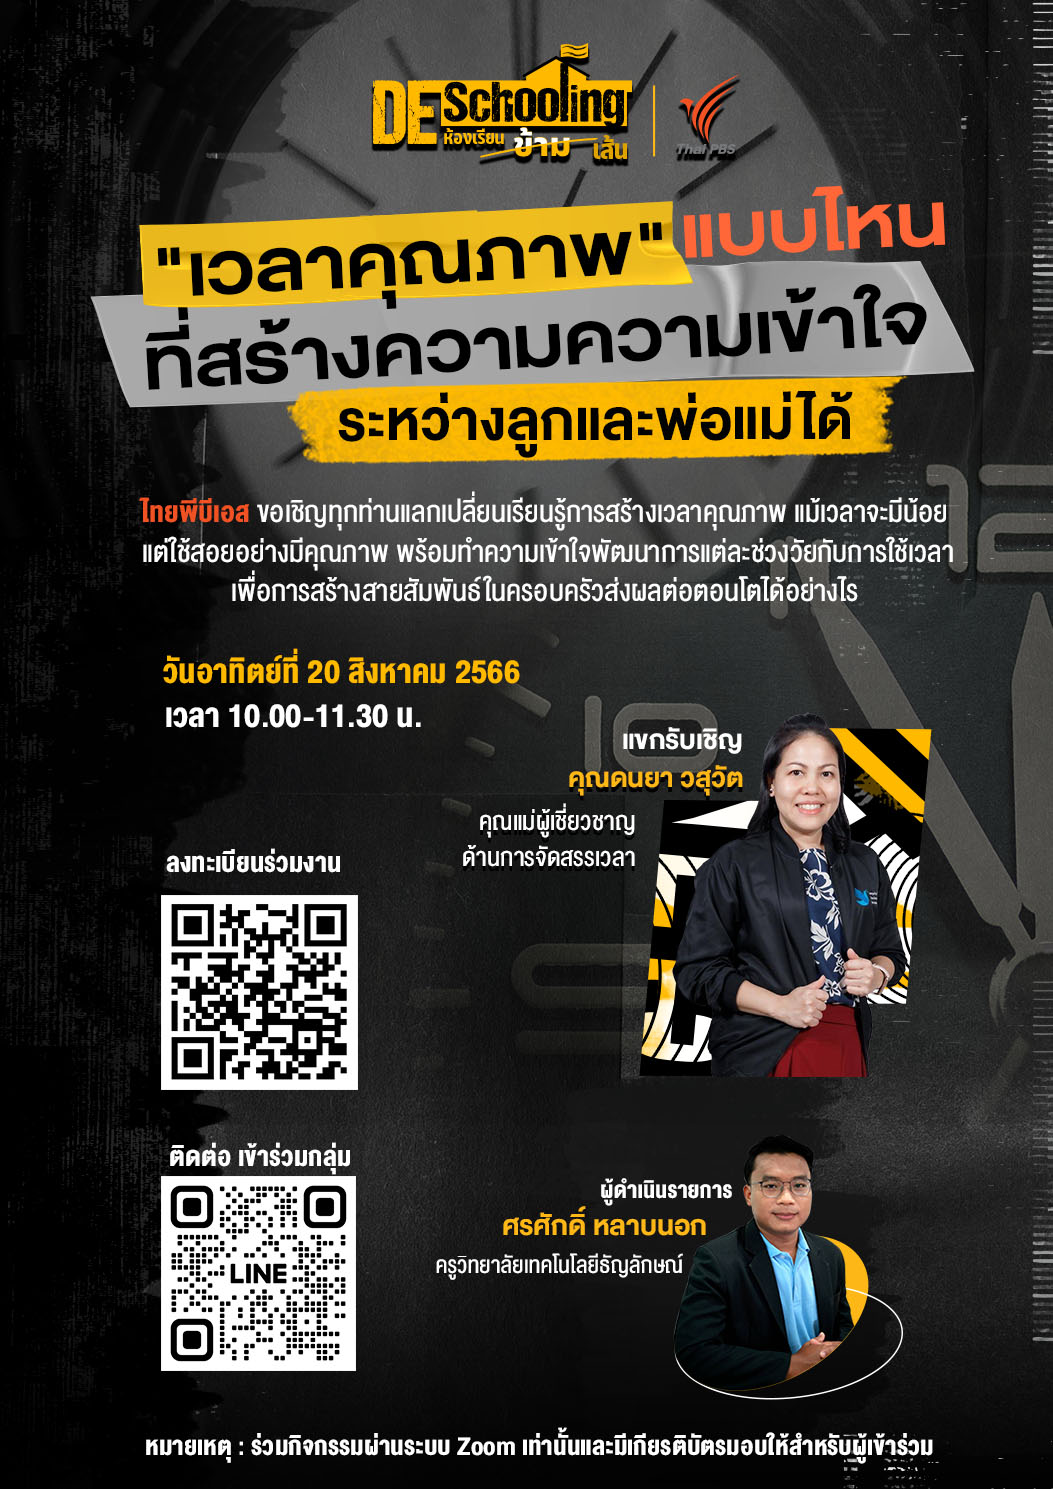 DESchooling
ห้องเรียน ข้าม เส้น
Thai PBS
"เวลาคุณภาพ" แบบไหน
ที่สร้างความความเข้าใจ
ระหว่างลูกและพ่อแม่ได้
ไทยพีบีเอส ขอเชิญทุกท่านแลกเปลี่ยนเรียนรู้การสร้างเวลาคุณภาพ แม้เวลาจะมีน้อย
แต่ใช้สอยอย่างมีคุณภาพ พร้อมทำความเข้าใจพัฒนาการแต่ละช่วงวัยกับการใช้เวลา
เพื่อการสร้างสายสัมพันธ์ในครอบครัวส่งผลต่อตอนโตได้อย่างไร
12
วันอาทิตย์ที่ 20 สิงหาคม 2566
เวลา 10.00-11.30 น.
10
แขกรับเชิญ
คุณดนยา วสุวัต
คุณแม่ผู้เชี่ยวชาญ
ด้านการจัดสรรเวลา
ลงทะเบียนร่วมงาน
ติดต่อ เข้าร่วมกลุ่ม
LINE
ผู้ดำเนินรายการ
ศรศักดิ์ หลาบนอก
ครูวิทยาลัยเทคโนโลยีธัญลักษณ์
หมายเหตุ : ร่วมกิจกรรมผ่านระบบ Zoom เท่านั้นและมีเกียรติบัตรมอบให้สำหรับผู้เข้าร่วม